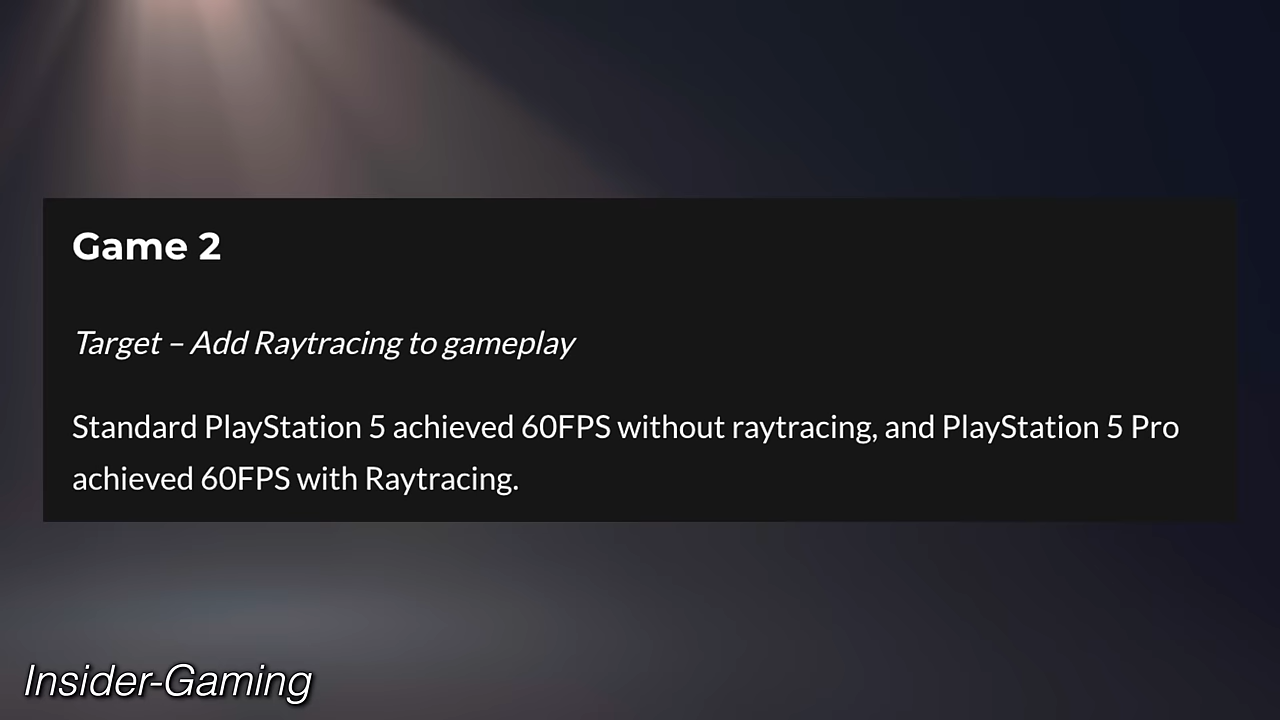 Game 2
Target – Add Raytracing to gameplay
Standard PlayStation 5 achieved 60FPS without raytracing, and PlayStation 5 Pro
achieved 60FPS with Raytracing.
Insider-Gaming